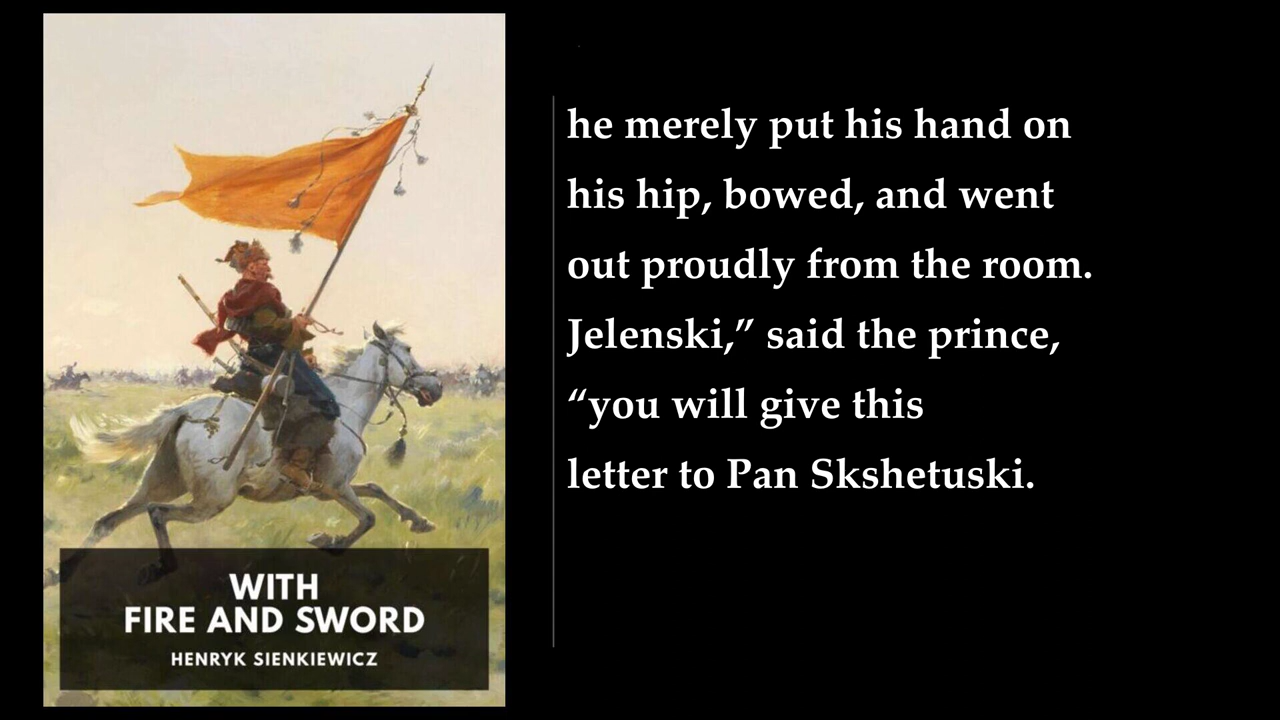 WITH
FIRE AND SWORD
HENRYK SIENKIEWICZ
he merely put his hand on
his hip, bowed, and went
out proudly from the room.
Jelenski,” said the prince,
“you will give this
letter to Pan Skshetuski.